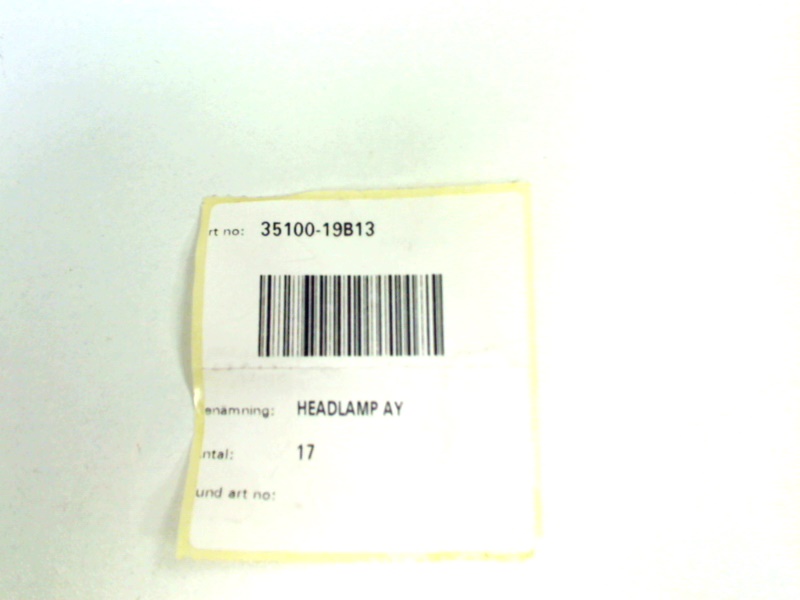 rt no: 35100-19B13
enämning: HEADLAMP AY
ntal: 17
und art no: